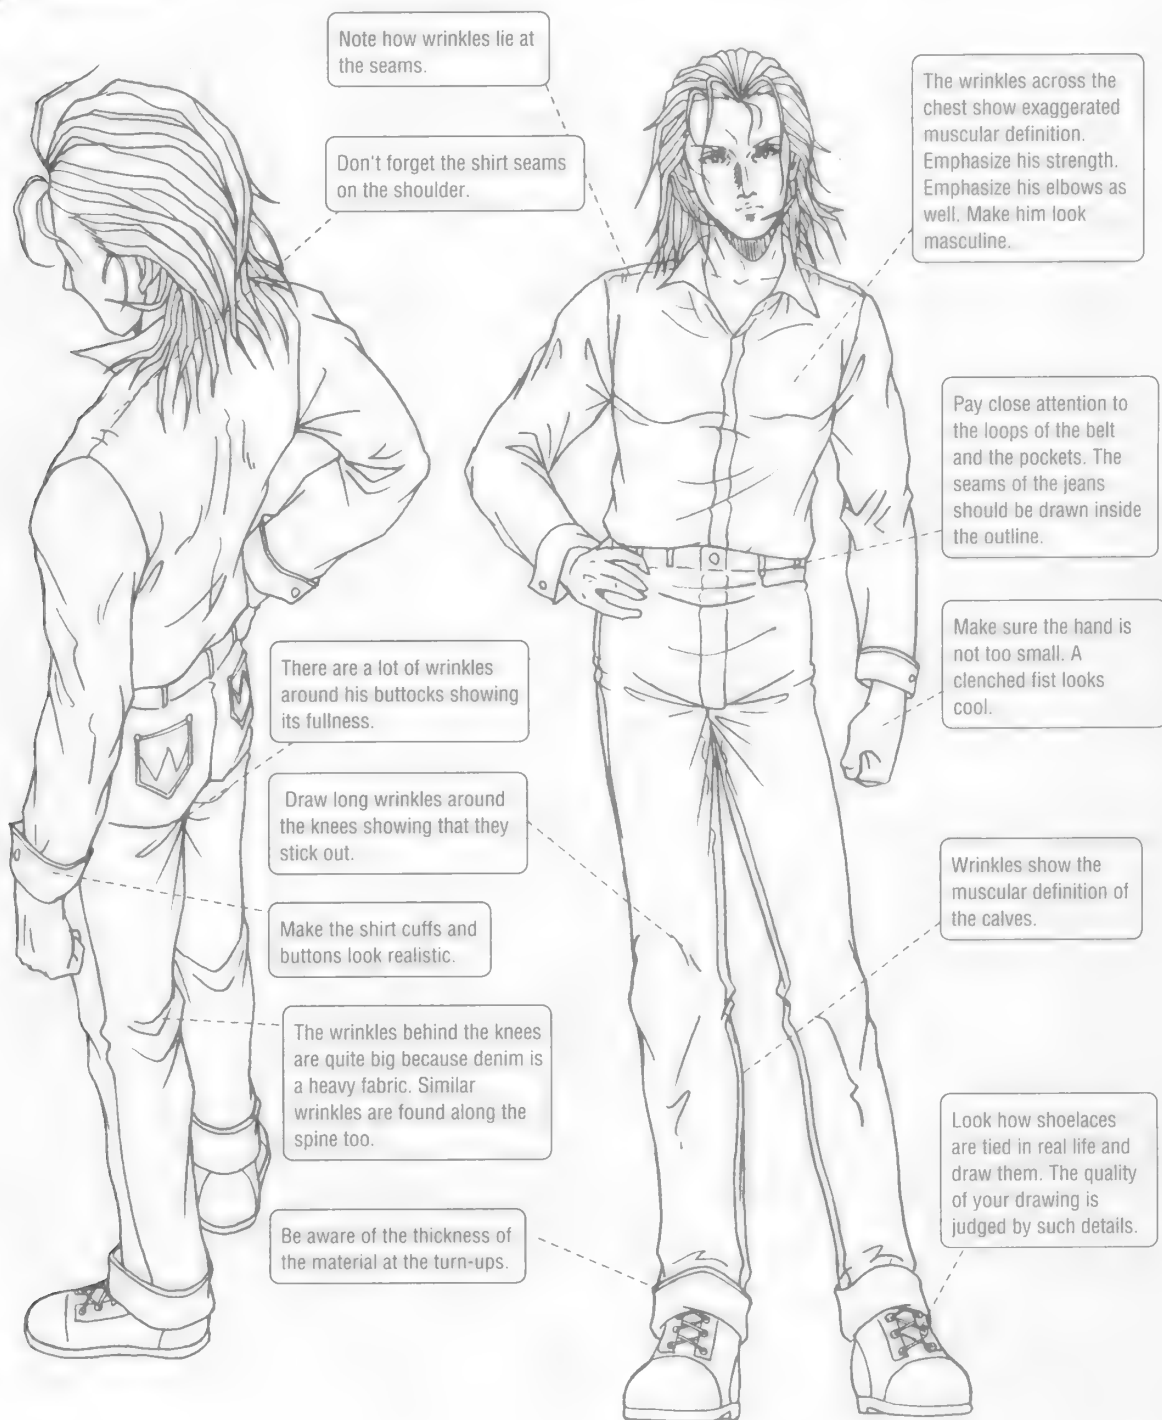 Note how wrinkles lie at
the seams.
Don't forget the shirt seams
on the shoulder.
The wrinkles across the
chest show exaggerated
muscular definition.
Emphasize his strength.
Emphasize his elbows as
well. Make him look
masculine.
Pay close attention to
the loops of the belt
and the pockets. The
seams of the jeans
should be drawn inside
the outline.
Make sure the hand is
not too small. A
clenched fist looks
cool.
There are a lot of wrinkles
around his buttocks showing
its fullness.
Draw long wrinkles around
the knees showing that they
stick out.
Wrinkles show the
muscular definition of
the calves.
Make the shirt cuffs and
buttons look realistic.
The wrinkles behind the knees
are quite big because denim is
a heavy fabric. Similar
wrinkles are found along the
spine too.
Look how shoelaces
are tied in real life and
draw them. The quality
of your drawing is
judged by such details.
Be aware of the thickness of
the material at the turn-ups.